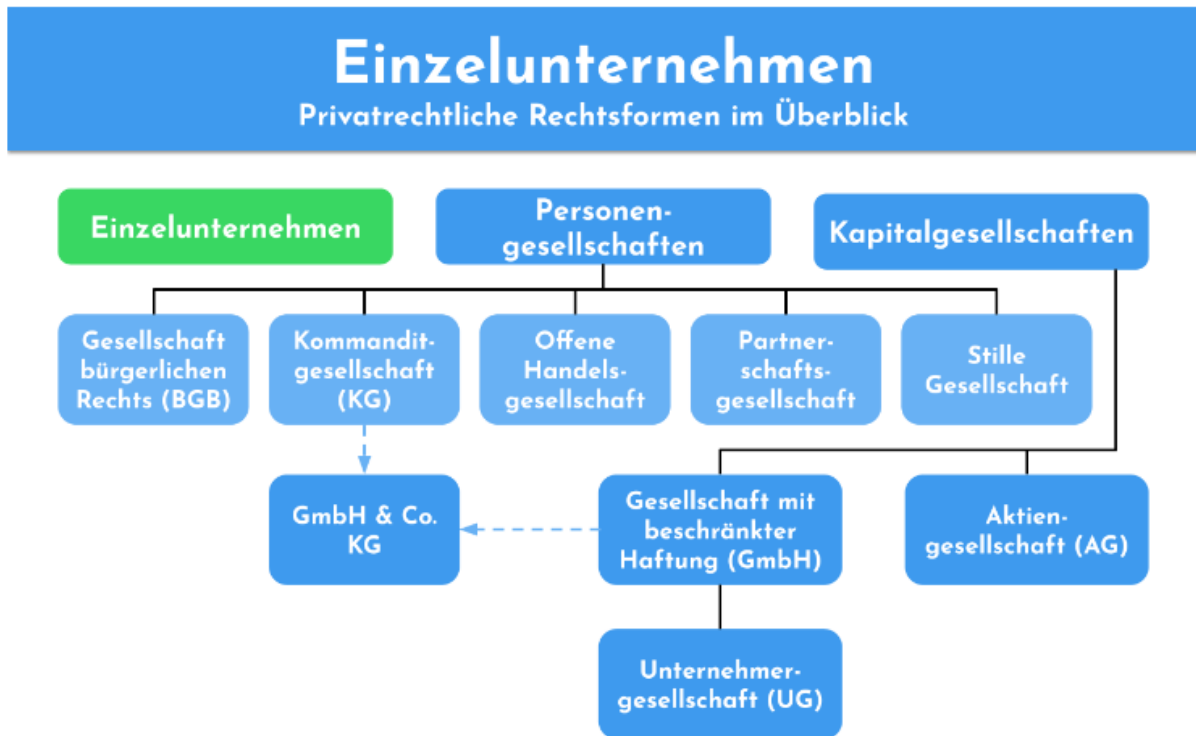 Einzelunternehmen
Privatrechtliche Rechtsformen im Überblick
Einzelunternehmen
Personen-
gesellschaften
Kapitalgesellschaften
Gesellschaft
bürgerlichen
Rechts (BGB)
Kommandit-
gesellschaft
(KG)
Offene
Handels-
gesellschaft
Partner-
schafts-
gesellschaft
Stille
Gesellschaft
GmbH & Co.
KG
Gesellschaft mit
beschränkter
Haftung (GmbH)
Aktien-
gesellschaft (AG)
Unternehmer-
gesellschaft (UG)